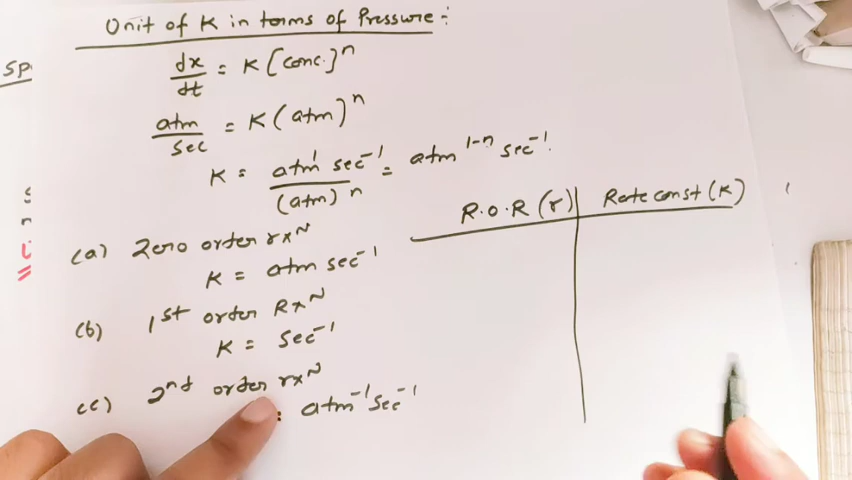 Unit of K in terms of Pressure:
dx/dt = K [conc.]^n
atm/sec = K (atm)^n
K = atm^1 sec^-1/(atm)^n = atm^1-n sec^-1.
R.O.R (r) Rate const (K)
(a) Zero order rx^N
K = atm sec^-1
(b) 1st order Rx^N
K = sec^-1
(c) 2nd order rx^N
= atm^-1 sec^-1